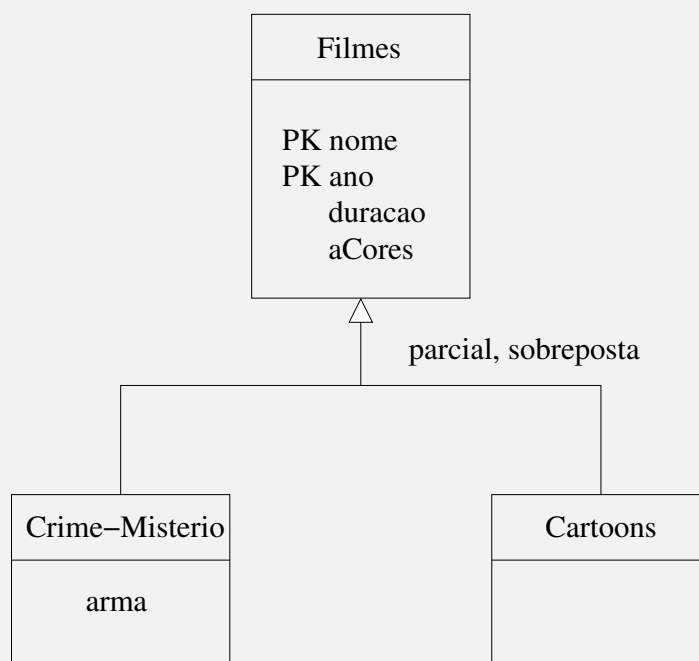 Filmes
PK nome
PK ano
duracao
aCores
parcial, sobreposta
Crime−Misterio
arma
Cartoons